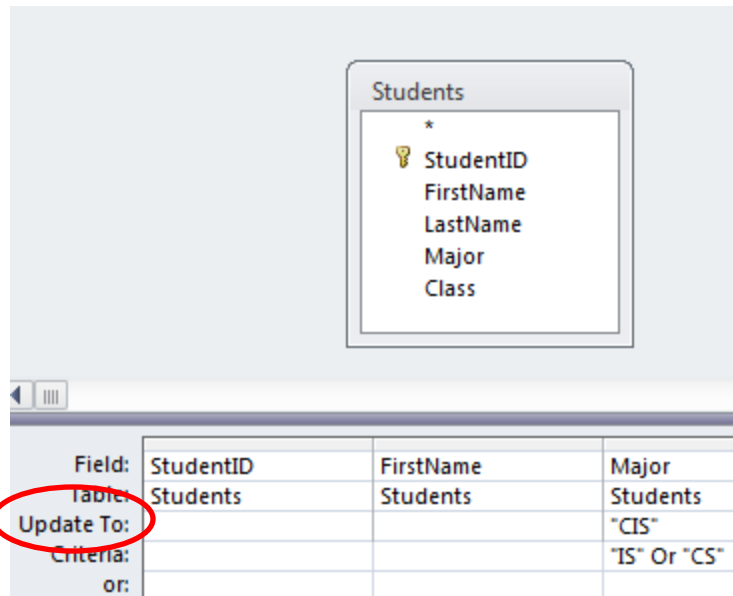 Students
*
StudentID
FirstName
LastName
Major
Class
Field: StudentID FirstName Major
Table: Students Students Students
Update To: "CIS"
Criteria: "IS" Or "CS"
or: